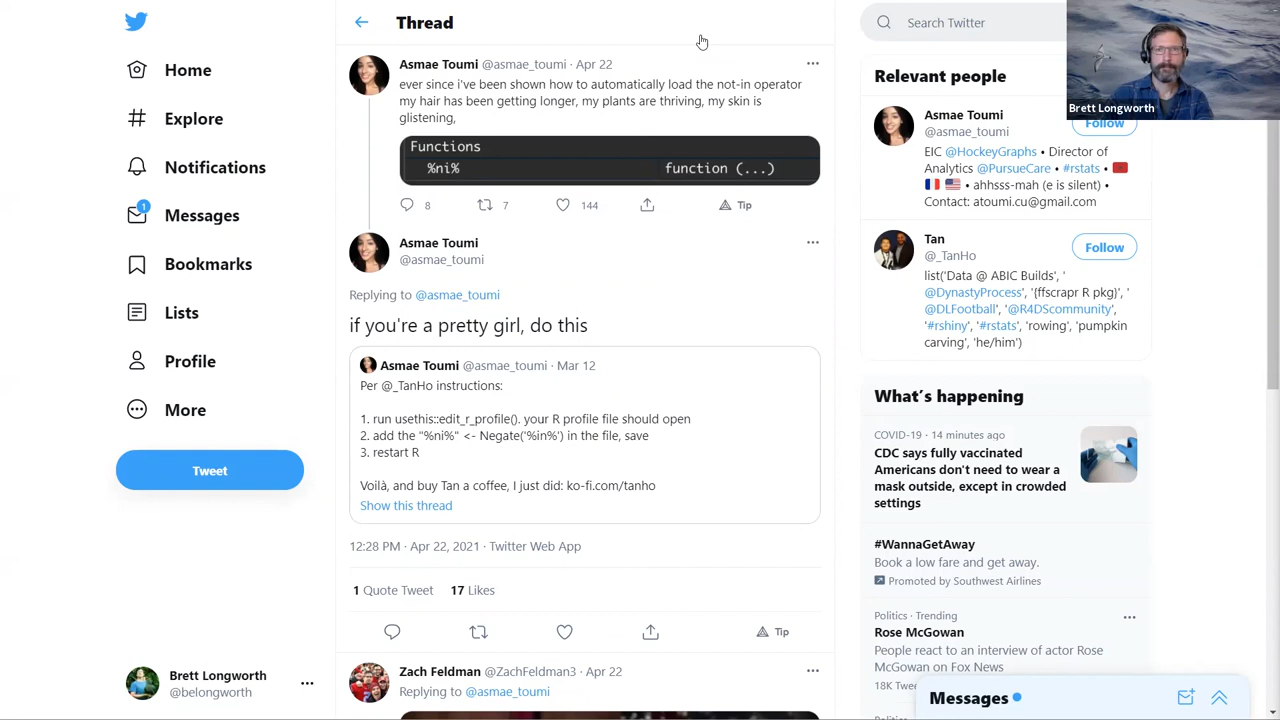 Home
Explore
Notifications
1
Messages
Bookmarks
Lists
Profile
More
Tweet
Brett Longworth
@belongworth
Thread
Asmae Toumi @asmae_toumi · Apr 22
ever since i've been shown how to automatically load the not-in operator
my hair has been getting longer, my plants are thriving, my skin is
glistening,
Functions
%ni% function (...)
8 7 144 Tip
Asmae Toumi
@asmae_toumi
Replying to @asmae_toumi
if you're a pretty girl, do this
Asmae Toumi @asmae_toumi · Mar 12
Per @_TanHo instructions:
1. run usethis::edit_r_profile(). your R profile file should open
2. add the "%ni%" <- Negate('%in%') in the file, save
3. restart R
Voilà, and buy Tan a coffee, I just did: ko-fi.com/tanho
Show this thread
12:28 PM · Apr 22, 2021 · Twitter Web App
1 Quote Tweet 17 Likes
Tip
Zach Feldman @ZachFeldman3 · Apr 22
Replying to @asmae_toumi
Search Twitter
Brett Longworth
Relevant people
Asmae Toumi
@asmae_toumi
Follow
EIC @HockeyGraphs • Director of
Analytics @PursueCare • #rstats • 🇲🇦
🇫🇷 🇺🇸 • ahhsss-mah (e is silent) •
Contact: atoumi.cu@gmail.com
Tan
@_TanHo
Follow
list('Data @ ABIC Builds', '
@DynastyProcess', '{ffscrapr R pkg}', '
@DLFootball', '@R4DScommunity',
'#rshiny', '#rstats', 'rowing', 'pumpkin
carving', 'he/him')
What's happening
COVID-19 · 14 minutes ago
CDC says fully vaccinated
Americans don't need to wear a
mask outside, except in crowded
settings
#WannaGetAway
Book a low fare and get away.
Promoted by Southwest Airlines
Politics · Trending
Rose McGowan
People react to an interview of actor Rose
McGowan on Fox News
18K
Messages